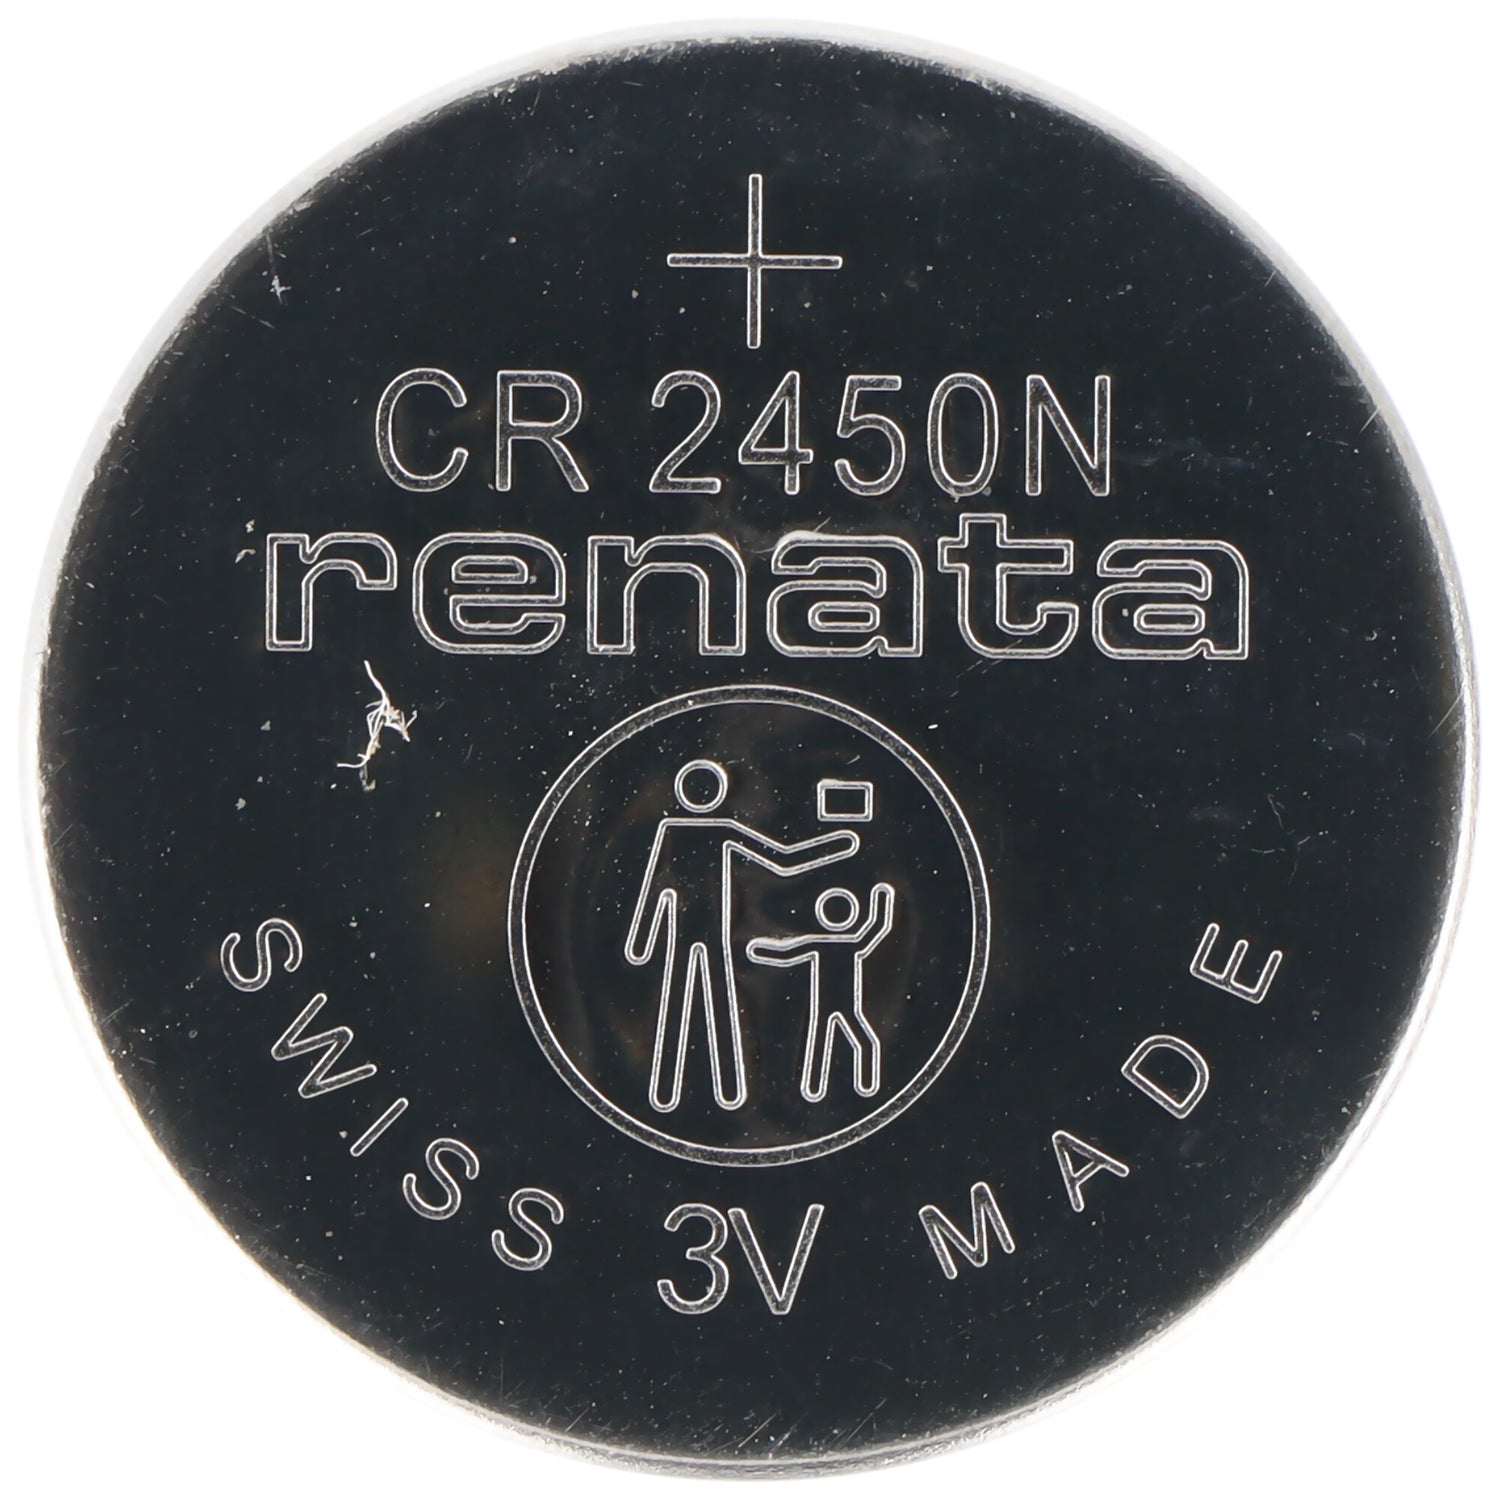 +
CR 2450N
renata
SWISS 3V MADE